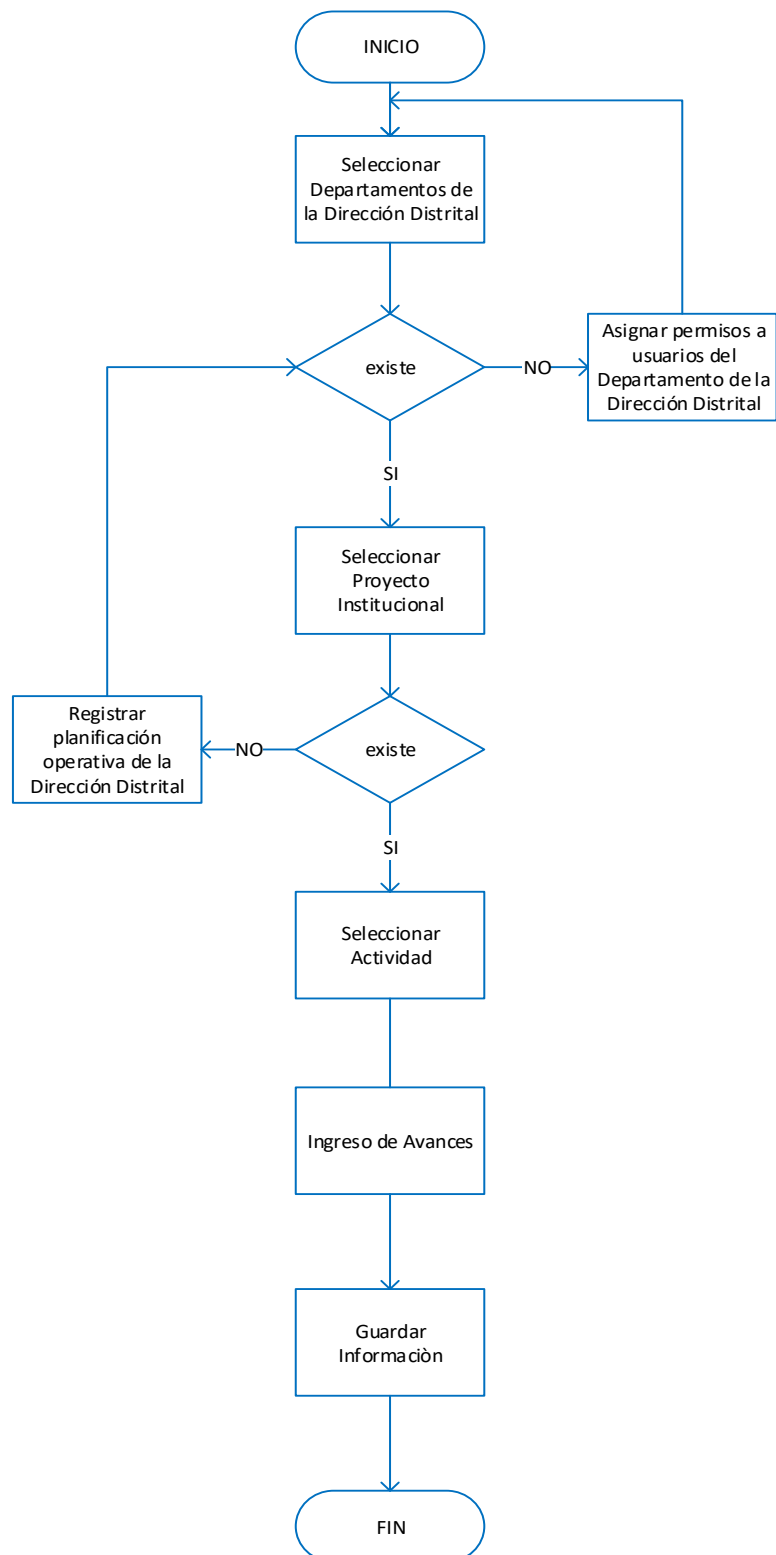 INICIO
Seleccionar
Departamentos de
la Dirección Distrital
existe
NO
Asignar permisos a
usuarios del
Departamento de la
Dirección Distrital
SI
Seleccionar
Proyecto
Institucional
Registrar
planificación
operativa de la
Dirección Distrital
NO
existe
SI
Seleccionar
Actividad
Ingreso de Avances
Guardar
Informaciòn
FIN